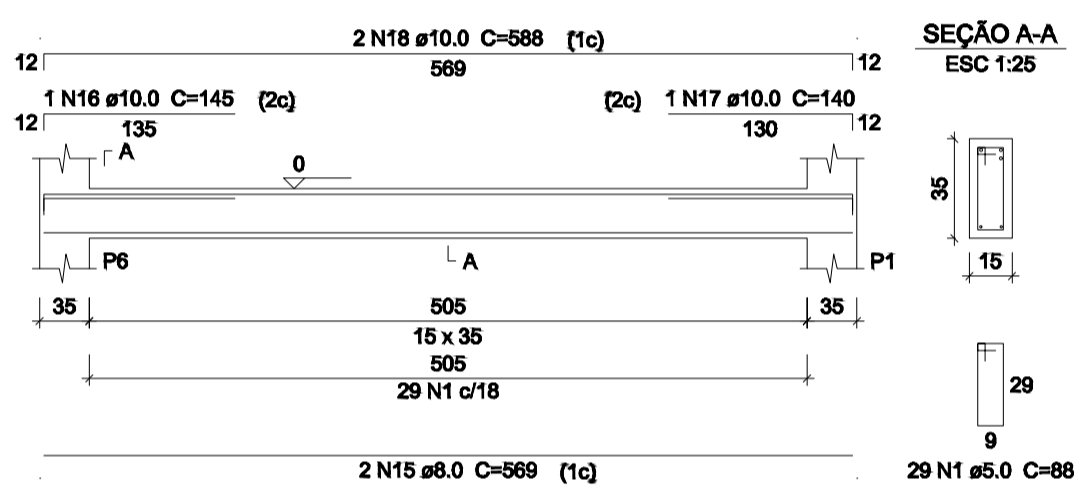 2 N18 ø10.0 C=588 (1c)
12 569 12
1 N16 ø10.0 C=145 (2c)
12 135
(2c) 1 N17 ø10.0 C=140
130 12
A
0
P6
A
P1
35 505 35
15 x 35
505
29 N1 c/18
2 N15 ø8.0 C=569 (1c)
SEÇÃO A-A
ESC 1:25
35
15
29
9
29 N1 ø5.0 C=88